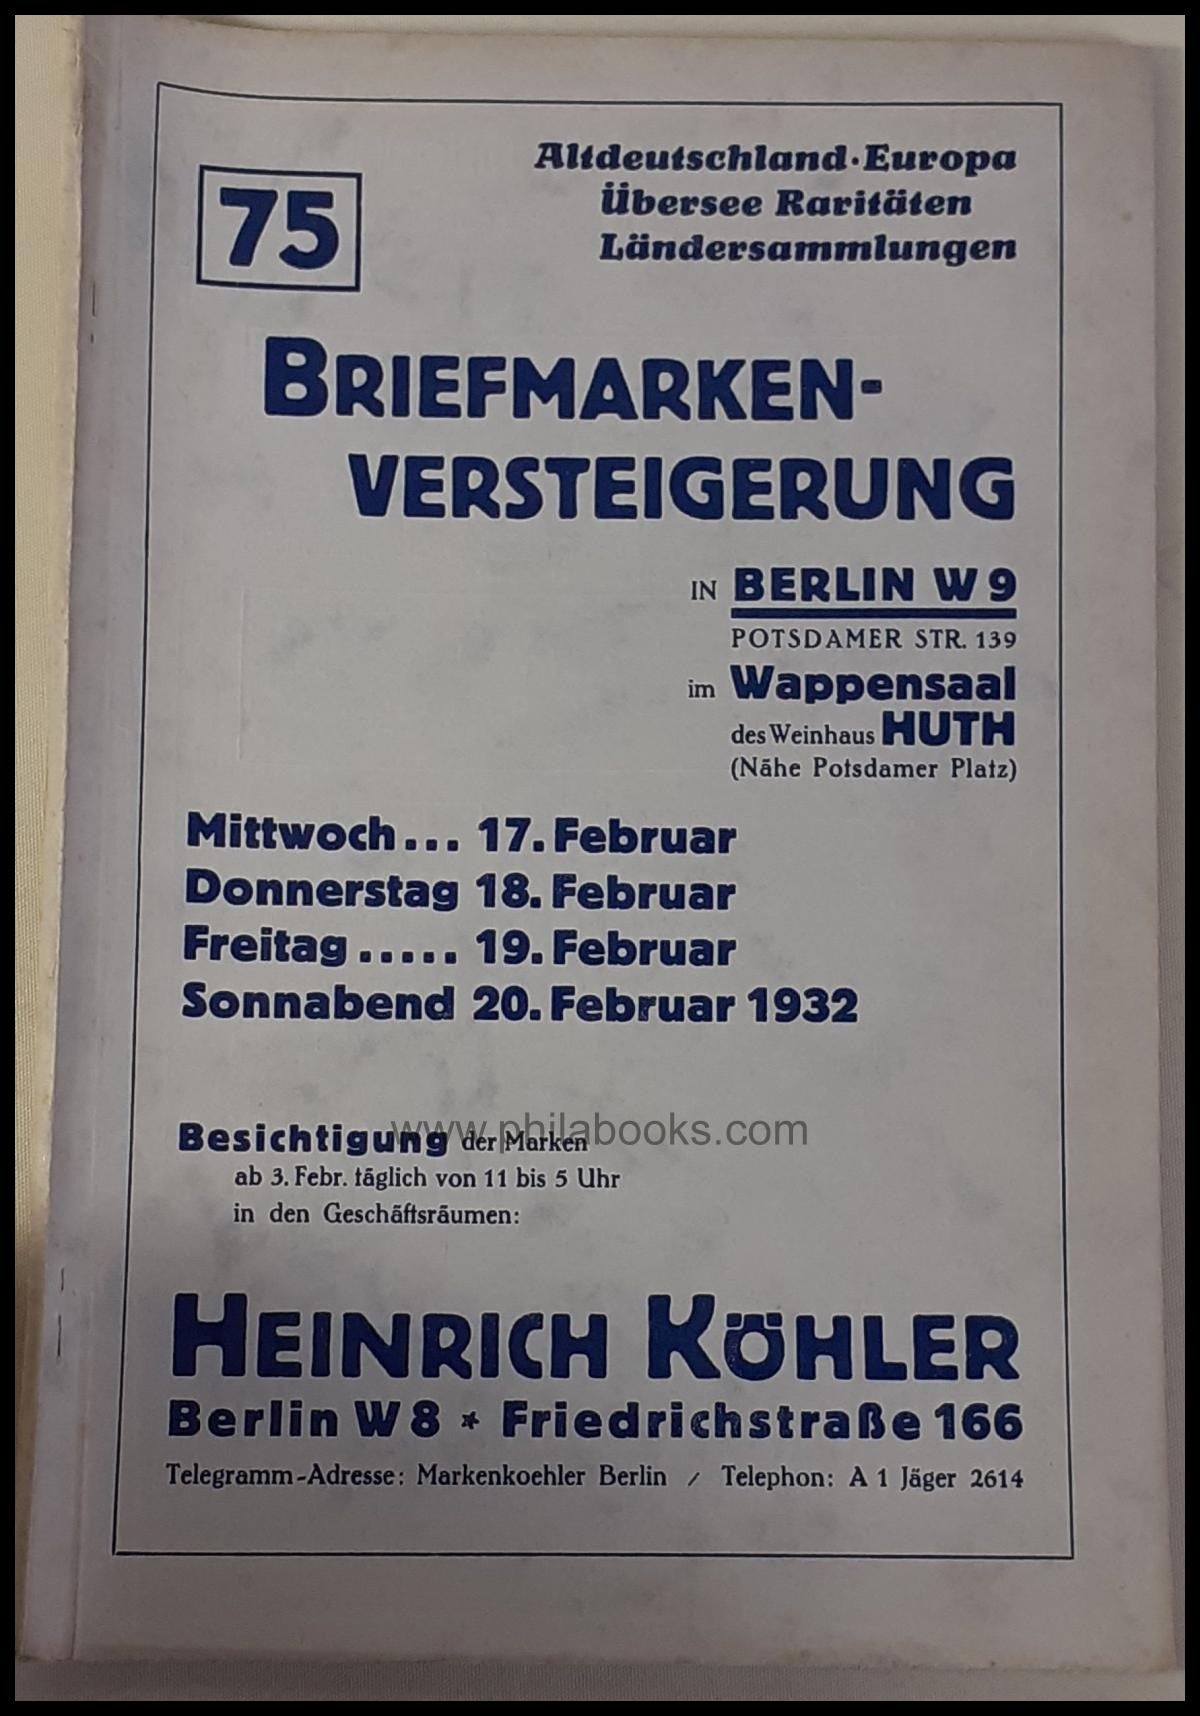 75
Altdeutschland·Europa
Übersee Raritäten
Ländersammlungen
BRIEFMARKEN-
VERSTEIGERUNG
IN BERLIN W 9
POTSDAMER STR. 139
im Wappensaal
des Weinhaus HUTH
(Nähe Potsdamer Platz)
Mittwoch... 17. Februar
Donnerstag 18. Februar
Freitag ..... 19. Februar
Sonnabend 20. Februar 1932
www.philabooks.com
Besichtigung der Marken
ab 3. Febr. täglich von 11 bis 5 Uhr
in den Geschäftsräumen:
HEINRICH KÖHLER
Berlin W 8 * Friedrichstraße 166
Telegramm-Adresse: Markenkoehler Berlin / Telephon: A 1 Jäger 2614